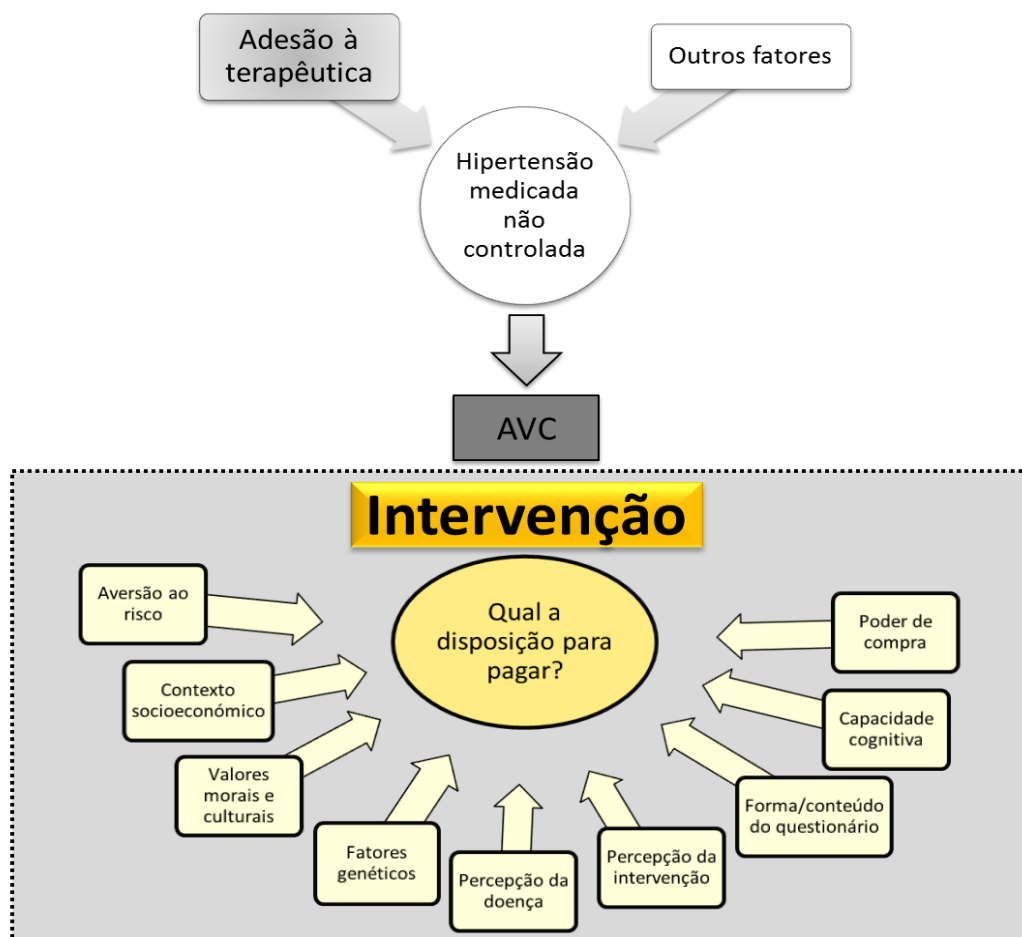 Adesão à
terapêutica
Outros fatores
Hipertensão
medicada
não
controlada
AVC
Intervenção
Qual a
disposição para
pagar?
Aversão ao
risco
Contexto
socioeconómico
Valores
morais e
culturais
Fatores
genéticos
Percepção da
doença
Percepção da
intervenção
Forma/conteúdo
do questionário
Capacidade
cognitiva
Poder de
compra